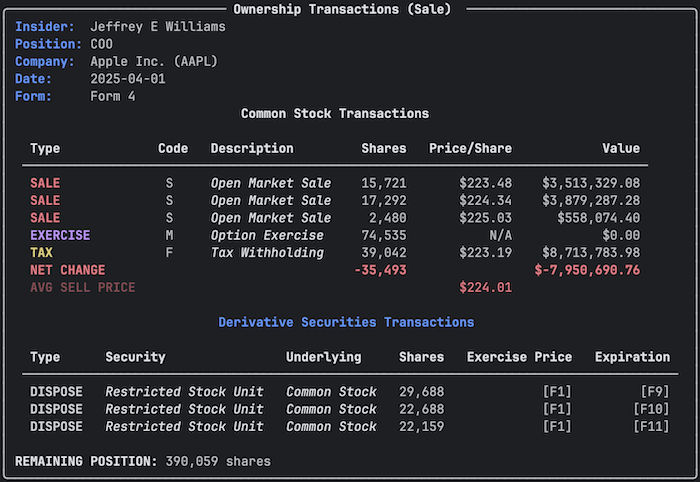 Ownership Transactions (Sale)
Insider: Jeffrey E Williams
Position: COO
Company: Apple Inc. (AAPL)
Date: 2025-04-01
Form: Form 4
Common Stock Transactions
Type Code Description Shares Price/Share Value
SALE S Open Market Sale 15,721 $223.48 $3,513,329.08
SALE S Open Market Sale 17,292 $224.34 $3,879,287.28
SALE S Open Market Sale 2,480 $225.03 $558,074.40
EXERCISE M Option Exercise 74,535 N/A $0.00
TAX F Tax Withholding 39,042 $223.19 $8,713,783.98
NET CHANGE -35,493 $-7,950,690.76
AVG SELL PRICE $224.01
Derivative Securities Transactions
Type Security Underlying Shares Exercise Price Expiration
DISPOSE Restricted Stock Unit Common Stock 29,688 [F1] [F9]
DISPOSE Restricted Stock Unit Common Stock 22,688 [F1] [F10]
DISPOSE Restricted Stock Unit Common Stock 22,159 [F1] [F11]
REMAINING POSITION: 390,059 shares